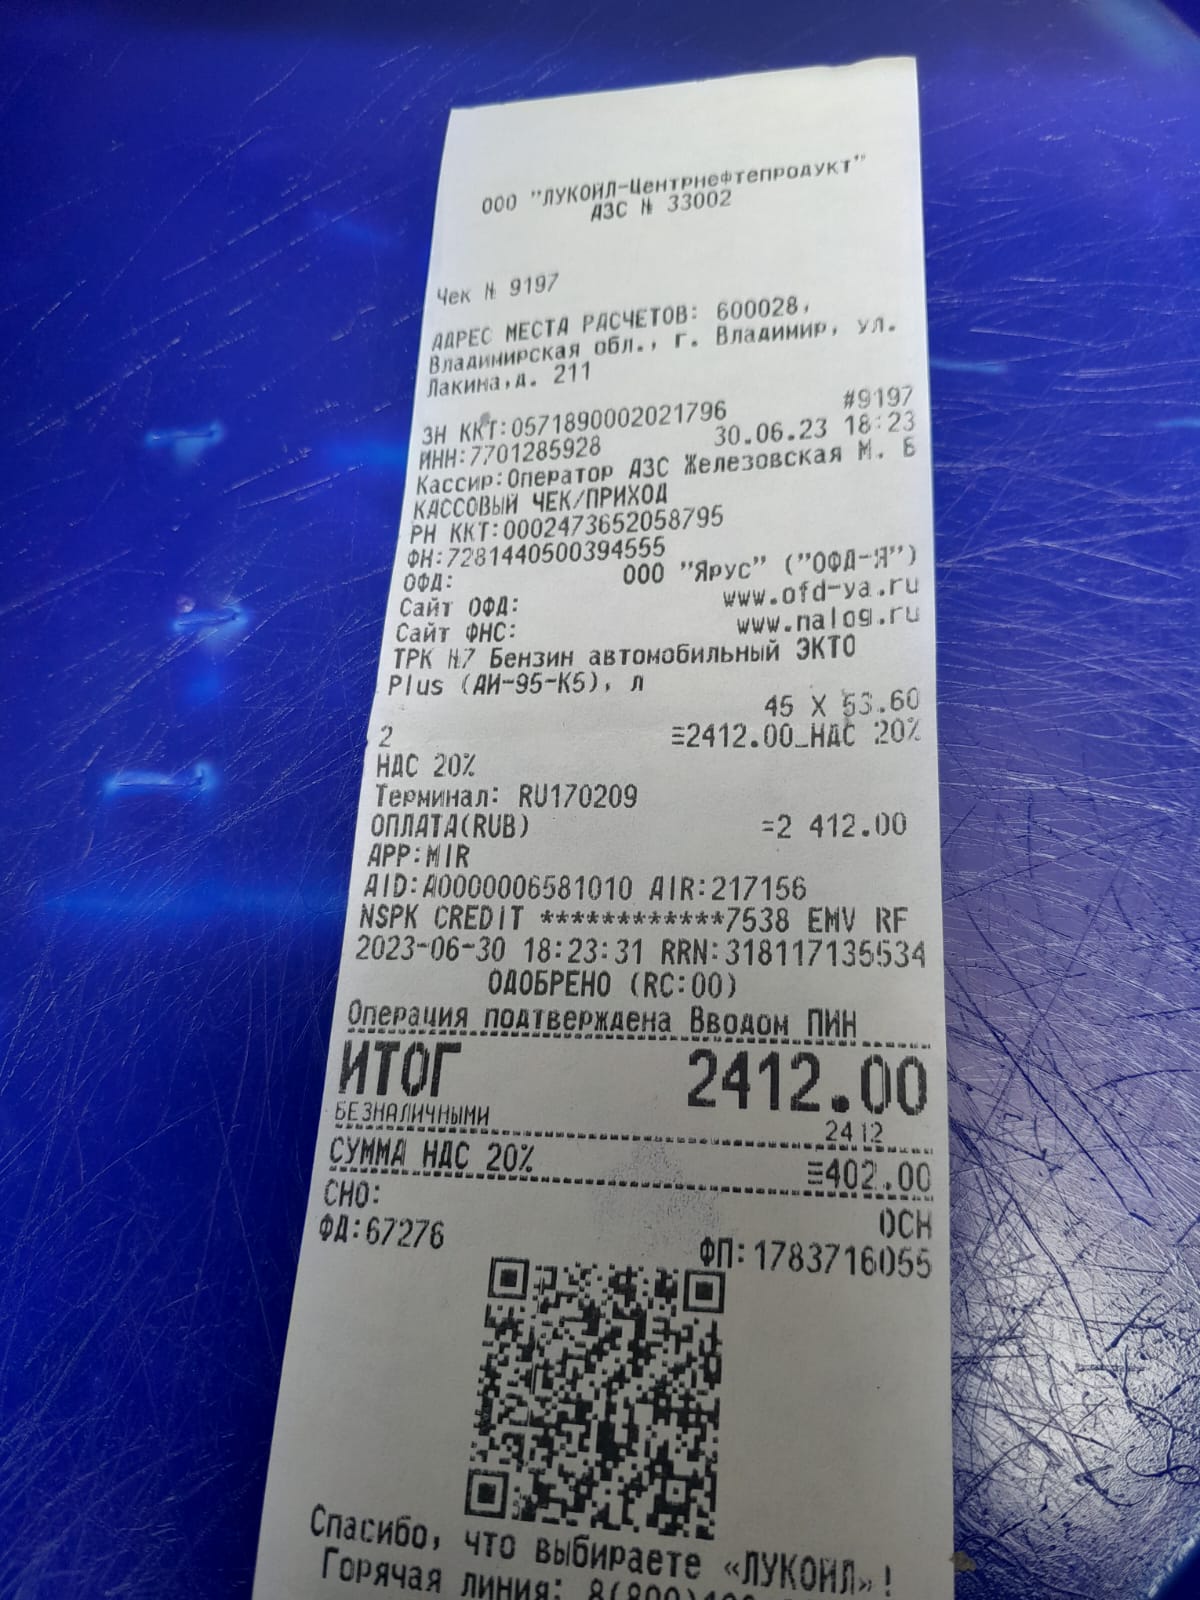 ООО "ЛУКОЙЛ-Центрнефтепродукт"
АЗС № 33002
Чек № 9197
АДРЕС МЕСТА РАСЧЕТОВ: 600028,
Владимирская обл., г. Владимир, ул.
Лакина,д. 211
#9197
ЗН ККТ:0571890002021796
ИНН:7701285928 30.06.23 18:23
Кассир:Оператор АЗС Железовская М. Б
КАССОВЫЙ ЧЕК/ПРИХОД
РН ККТ:0002473652058795
ФН:7281440500394555
ОФД: ООО "Ярус" ("ОФД-Я")
Сайт ОФД: www.ofd-ya.ru
Сайт ФНС: www.nalog.ru
ТРК №7 Бензин автомобильный ЭКТО
Plus (АИ-95-К5), л
45 X 53.60
2 ≡2412.00_НДС 20%
НДС 20%
Терминал: RU170209
ОПЛАТА(RUB) =2 412.00
APP:MIR
AID:A0000006581010 AIR:217156
NSPK CREDIT ************7538 EMV RF
2023-06-30 18:23:31 RRN:318117135534
ОДОБРЕНО (RC:00)
Операция подтверждена Вводом ПИН
ИТОГ 2412.00
БЕЗНАЛИЧНЫМИ 2412
СУММА НДС 20% ≡402.00
СНО: ОСН
ФД:67276 ФП:1783716055
Спасибо, что выбираете «ЛУКОЙЛ»!
Горячая линия: